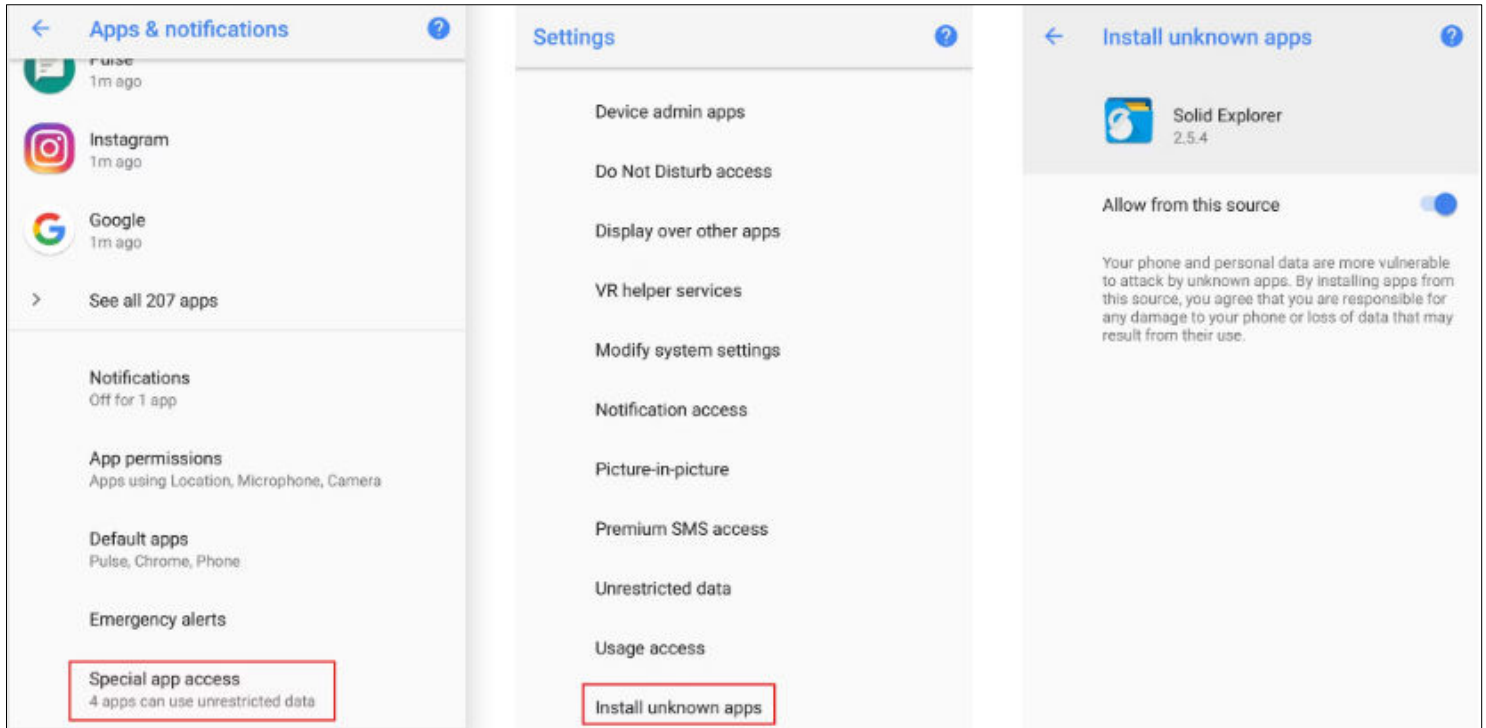 Apps & notifications
Pulse
1m ago
Instagram
1m ago
Google
1m ago
See all 207 apps
Notifications
Off for 1 app
App permissions
Apps using Location, Microphone, Camera
Default apps
Pulse, Chrome, Phone
Emergency alerts
Special app access
4 apps can use unrestricted data
Settings
Device admin apps
Do Not Disturb access
Display over other apps
VR helper services
Modify system settings
Notification access
Picture-in-picture
Premium SMS access
Unrestricted data
Usage access
Install unknown apps
Install unknown apps
Solid Explorer
2.5.4
Allow from this source
Your phone and personal data are more vulnerable
to attack by unknown apps. By installing apps from
this source, you agree that you are responsible for
any damage to your phone or loss of data that may
result from their use.